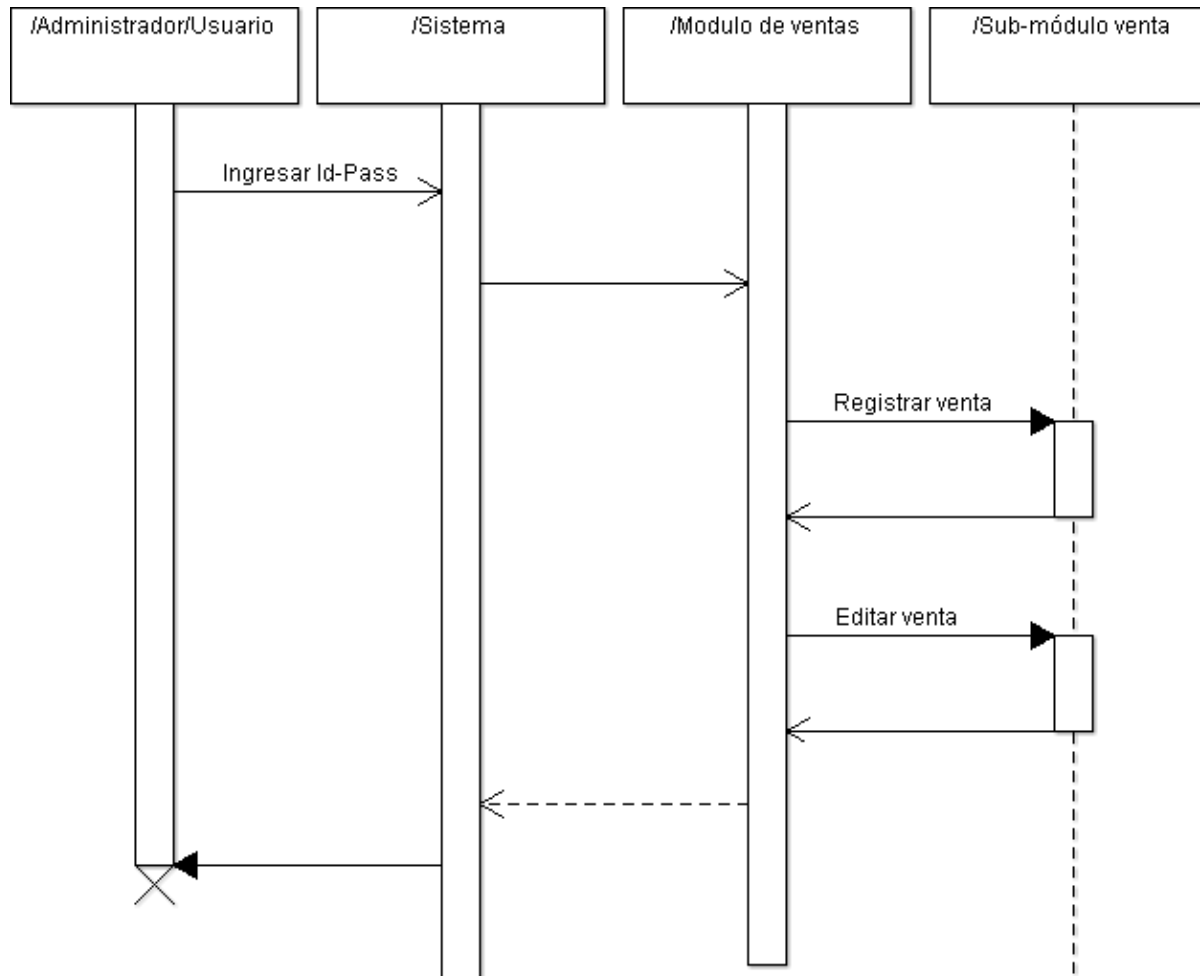 /Administrador/Usuario
/Sistema
/Modulo de ventas
/Sub-módulo venta
Ingresar Id-Pass
Registrar venta
Editar venta